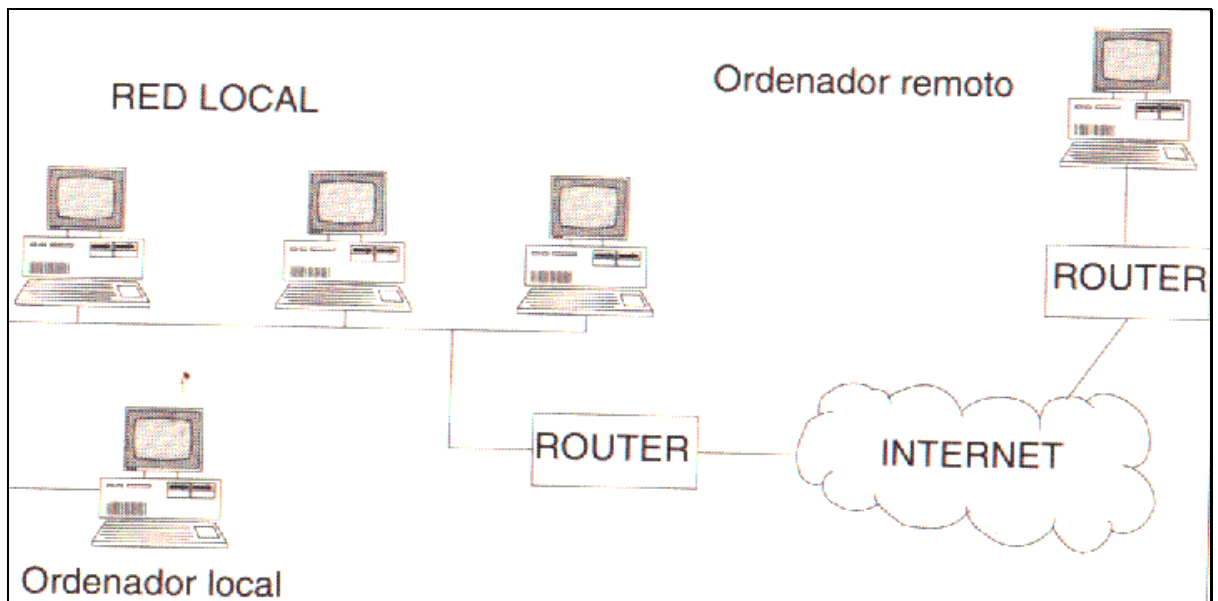 RED LOCAL
Ordenador remoto
ROUTER
ROUTER
INTERNET
Ordenador local